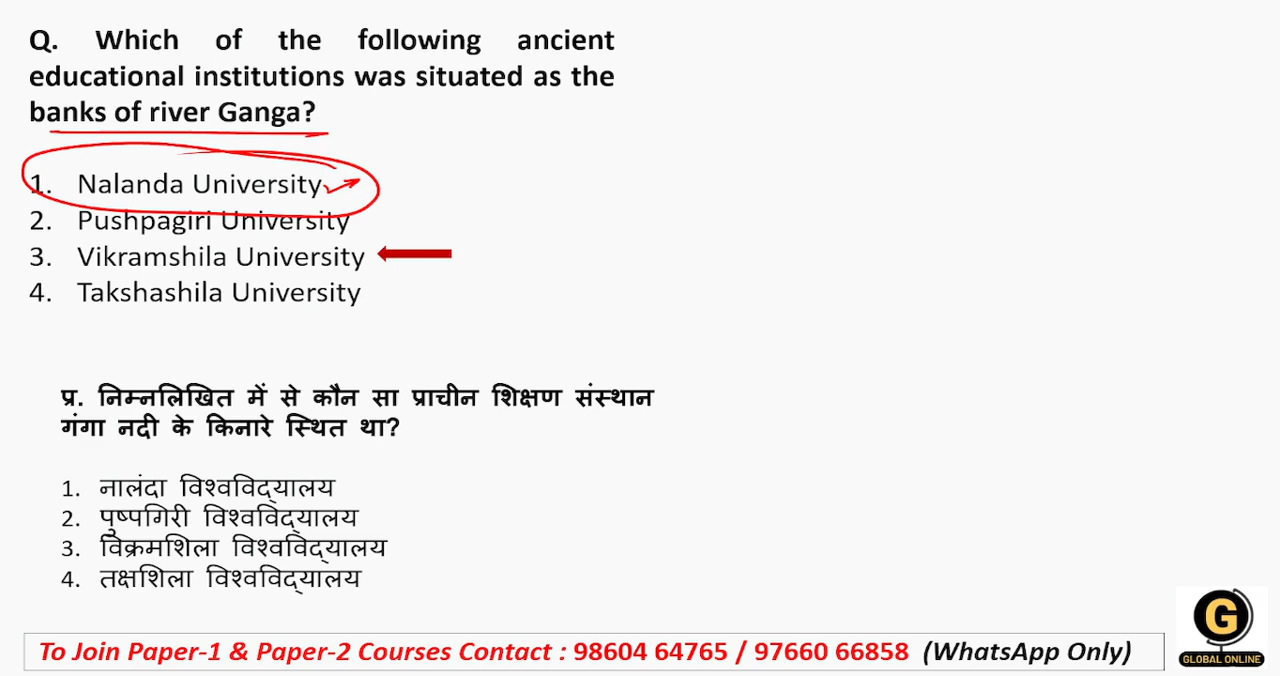 Q. Which of the following ancient
educational institutions was situated as the
banks of river Ganga?
1. Nalanda University
2. Pushpagiri University
3. Vikramshila University
4. Takshashila University
प्र. निम्नलिखित में से कौन सा प्राचीन शिक्षण संस्थान
गंगा नदी के किनारे स्थित था?
1. नालंदा विश्वविद्यालय
2. पुष्पगिरी विश्वविद्यालय
3. विक्रमशिला विश्वविद्यालय
4. तक्षशिला विश्वविद्यालय
To Join Paper-1 & Paper-2 Courses Contact : 98604 64765 / 97660 66858 (WhatsApp Only)
G
GLOBAL ONLINE